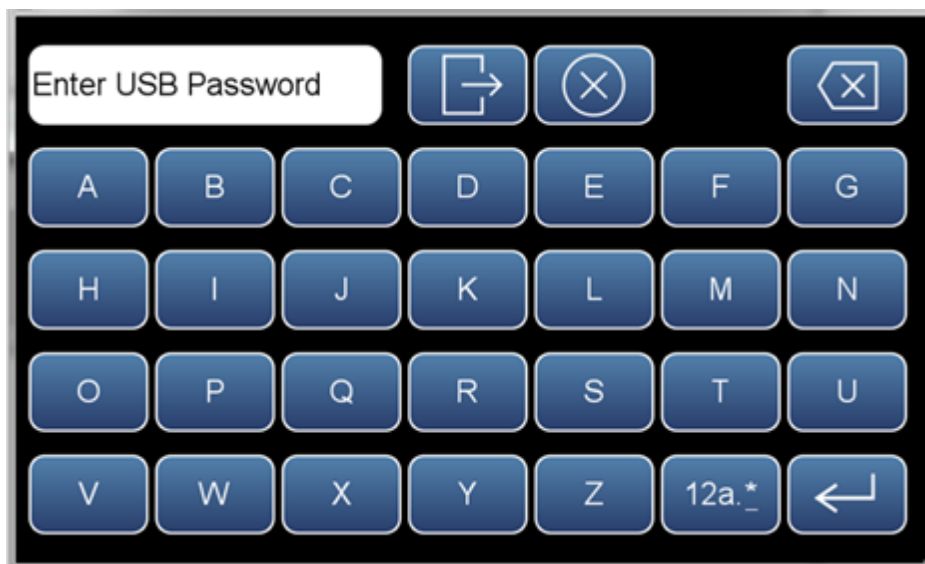 Enter USB Password
A B C D E F G
H I J K L M N
O P Q R S T U
V W X Y Z 12a.*_